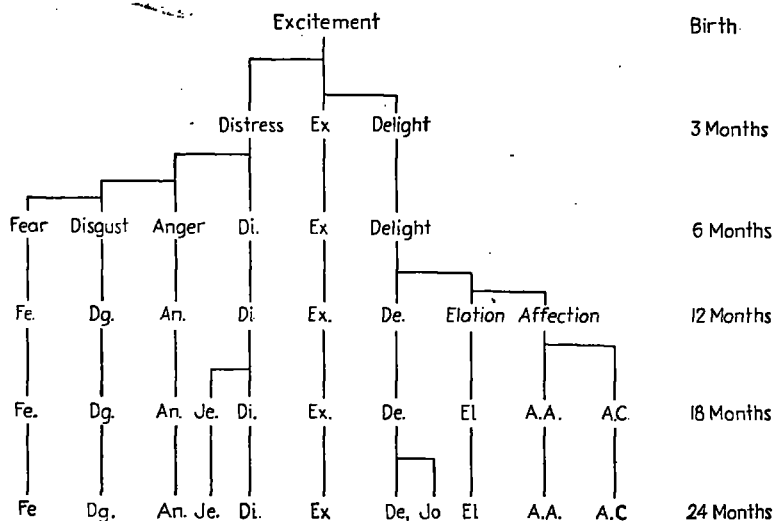 Excitement Birth
Distress Ex Delight 3 Months
Fear Disgust Anger Di. Ex Delight 6 Months
Fe. Dg. An. Di Ex. De. Elation Affection 12 Months
Fe. Dg. An. Je. Di. Ex. De. El A.A. A.C. 18 Months
Fe Dg. An. Je. Di. Ex De, Jo El A.A. A.C 24 Months